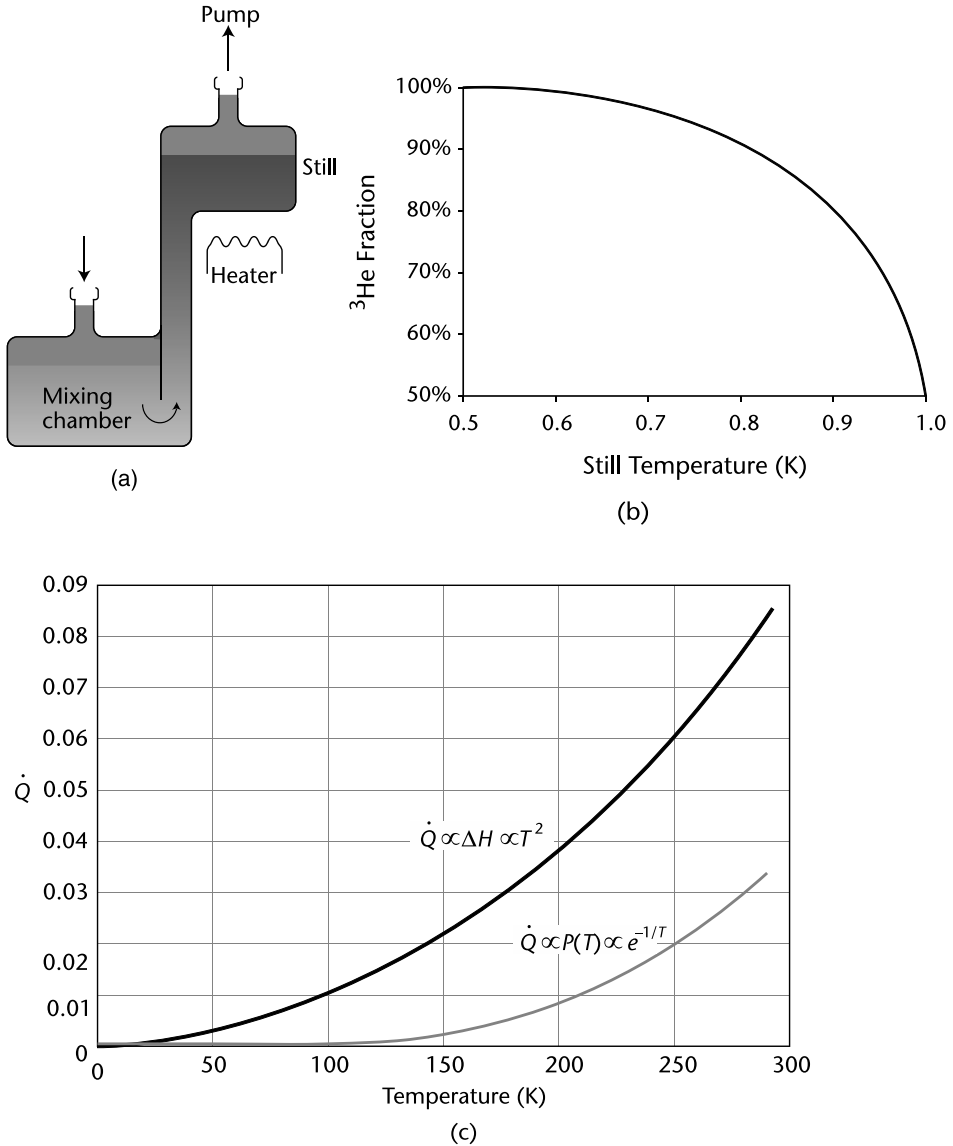 Pump
Still
Heater
Mixing
chamber
(a)
100%
90%
80%
70%
60%
50%
³He Fraction
0.5 0.6 0.7 0.8 0.9 1.0
Still Temperature (K)
(b)
0.09
0.08
0.07
0.06
0.05
0.04
0.03
0.02
0.01
0
Q̇
Q̇ ∝ΔH ∝T²
Q̇ ∝P(T) ∝ e⁻¹/ᵀ
0 50 100 150 200 250 300
Temperature (K)
(c)